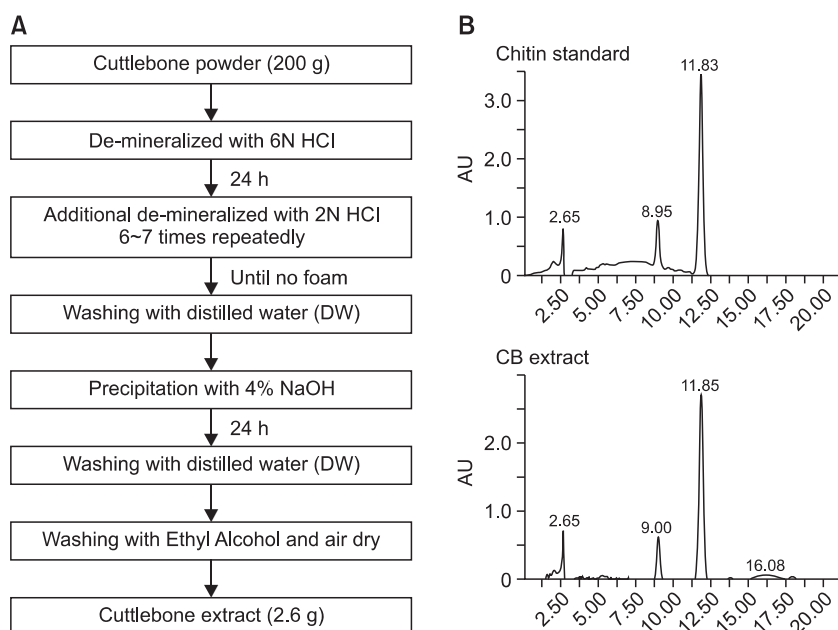 A
Cuttlebone powder (200 g)
De-mineralized with 6N HCl
24 h
Additional de-mineralized with 2N HCl
6~7 times repeatedly
Until no foam
Washing with distilled water (DW)
Precipitation with 4% NaOH
24 h
Washing with distilled water (DW)
Washing with Ethyl Alcohol and air dry
Cuttlebone extract (2.6 g)
B
Chitin standard
11.83
3.0
2.0
AU
2.65
8.95
1.0
0
2.50 5.00 7.50 10.00 12.50 15.00 17.50 20.00
CB extract
11.85
2.0
AU
1.0
2.65
9.00
16.08
0
2.50 5.00 7.50 10.00 12.50 15.00 17.50 20.00